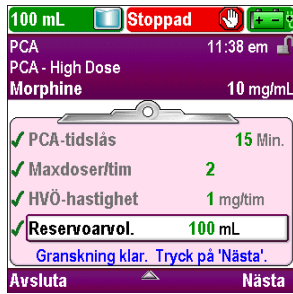 100 mL Stoppad
PCA 11:38 em
PCA - High Dose
Morphine 10 mg/mL
PCA-tidslås 15 Min.
Maxdoser/tim 2
HVÖ-hastighet 1 mg/tim
Reservoarvol. 100 mL
Granskning klar. Tryck på 'Nästa'.
Avsluta Nästa